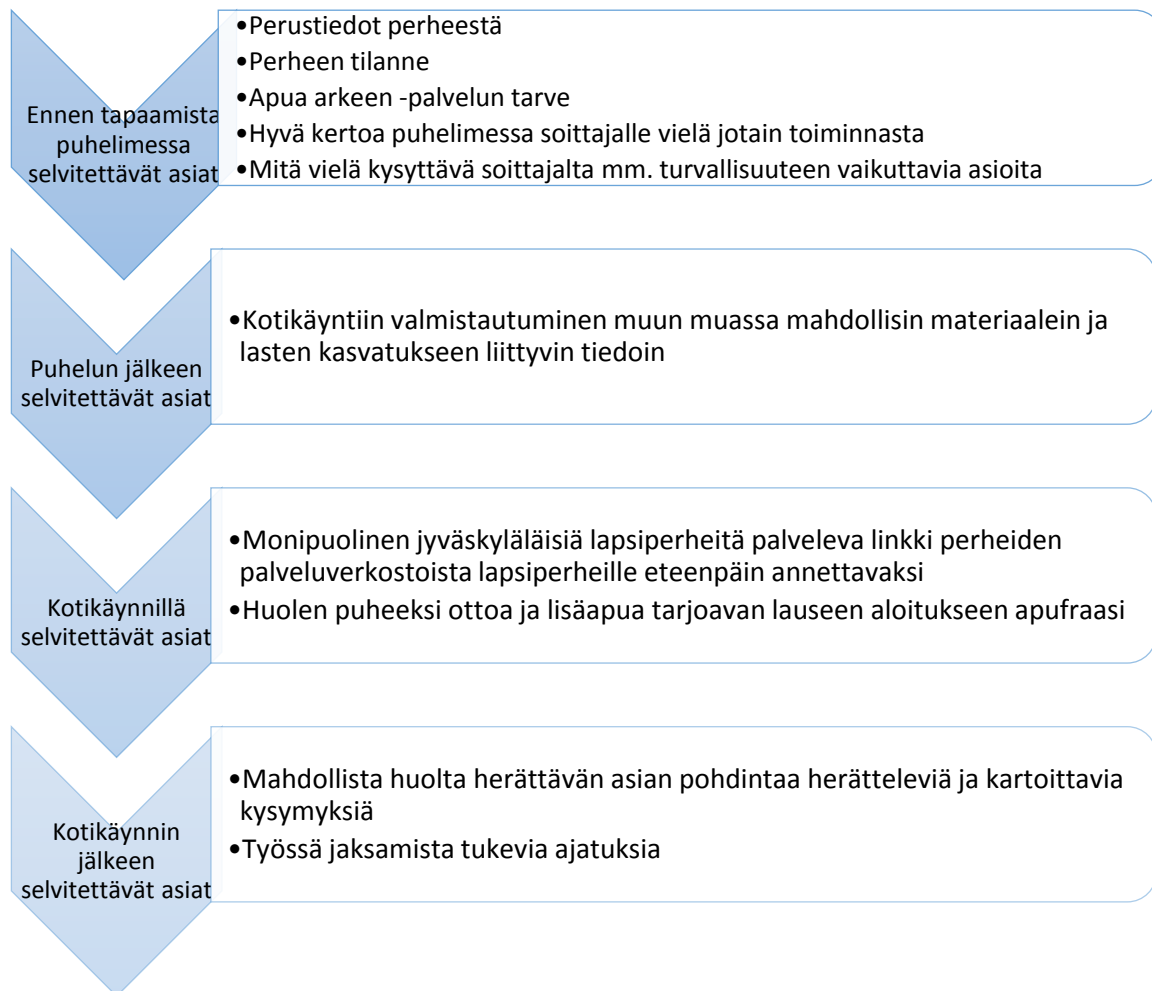 Ennen tapaamista
puhelimessa
selvitettävät asiat
•Perustiedot perheestä
•Perheen tilanne
•Apua arkeen -palvelun tarve
•Hyvä kertoa puhelimessa soittajalle vielä jotain toiminnasta
•Mitä vielä kysyttävä soittajalta mm. turvallisuuteen vaikuttavia asioita
Puhelun jälkeen
selvitettävät asiat
•Kotikäyntiin valmistautuminen muun muassa mahdollisin materiaalein ja
lasten kasvatukseen liittyvin tiedoin
Kotikäynnillä
selvitettävät asiat
•Monipuolinen jyväskyläläisiä lapsiperheitä palveleva linkki perheiden
palveluverkostoista lapsiperheille eteenpäin annettavaksi
•Huolen puheeksi ottoa ja lisäapua tarjoavan lauseen aloitukseen apufraasi
Kotikäynnin
jälkeen
selvitettävät asiat
•Mahdollista huolta herättävän asian pohdintaa herätteleviä ja kartoittavia
kysymyksiä
•Työssä jaksamista tukevia ajatuksia